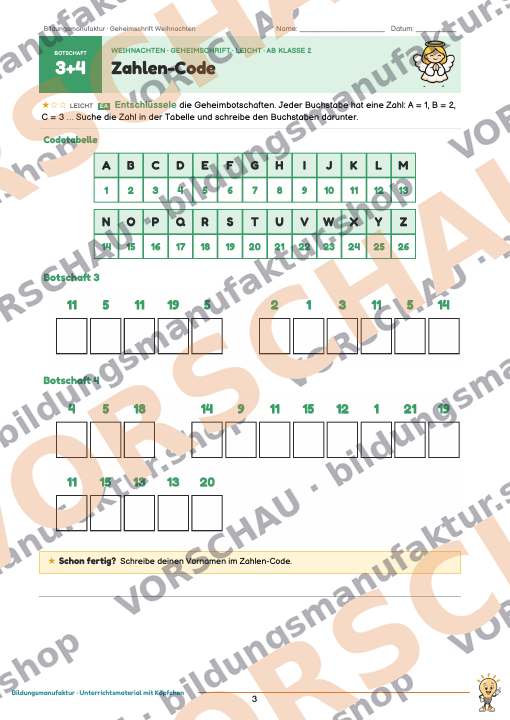 Bildungsmanufaktur · Geheimschrift Weihnachten Name: Datum:
BOTSCHAFT
3+4
WEIHNACHTEN · GEHEIMSCHRIFT · LEICHT · AB KLASSE 2
Zahlen-Code
★☆☆ LEICHT EA Entschlüssele die Geheimbotschaften. Jeder Buchstabe hat eine Zahl: A = 1, B = 2,
C = 3 ... Suche die Zahl in der Tabelle und schreibe den Buchstaben darunter.
Codetabelle
A B C D E F G H I J K L M
1 2 3 4 5 6 7 8 9 10 11 12 13
N O P Q R S T U V W X Y Z
14 15 16 17 18 19 20 21 22 23 24 25 26
Botschaft 3
11 5 11 19 5 2 1 3 11 5 14
Botschaft 4
4 5 18 14 9 11 15 12 1 21 19
11 15 13 13 20
★ Schon fertig? Schreibe deinen Vornamen im Zahlen-Code.
Bildungsmanufaktur · Unterrichtsmaterial mit Köpfchen
3
VORSCHAU · bildungsmanufaktur.shop
VORSCHAU